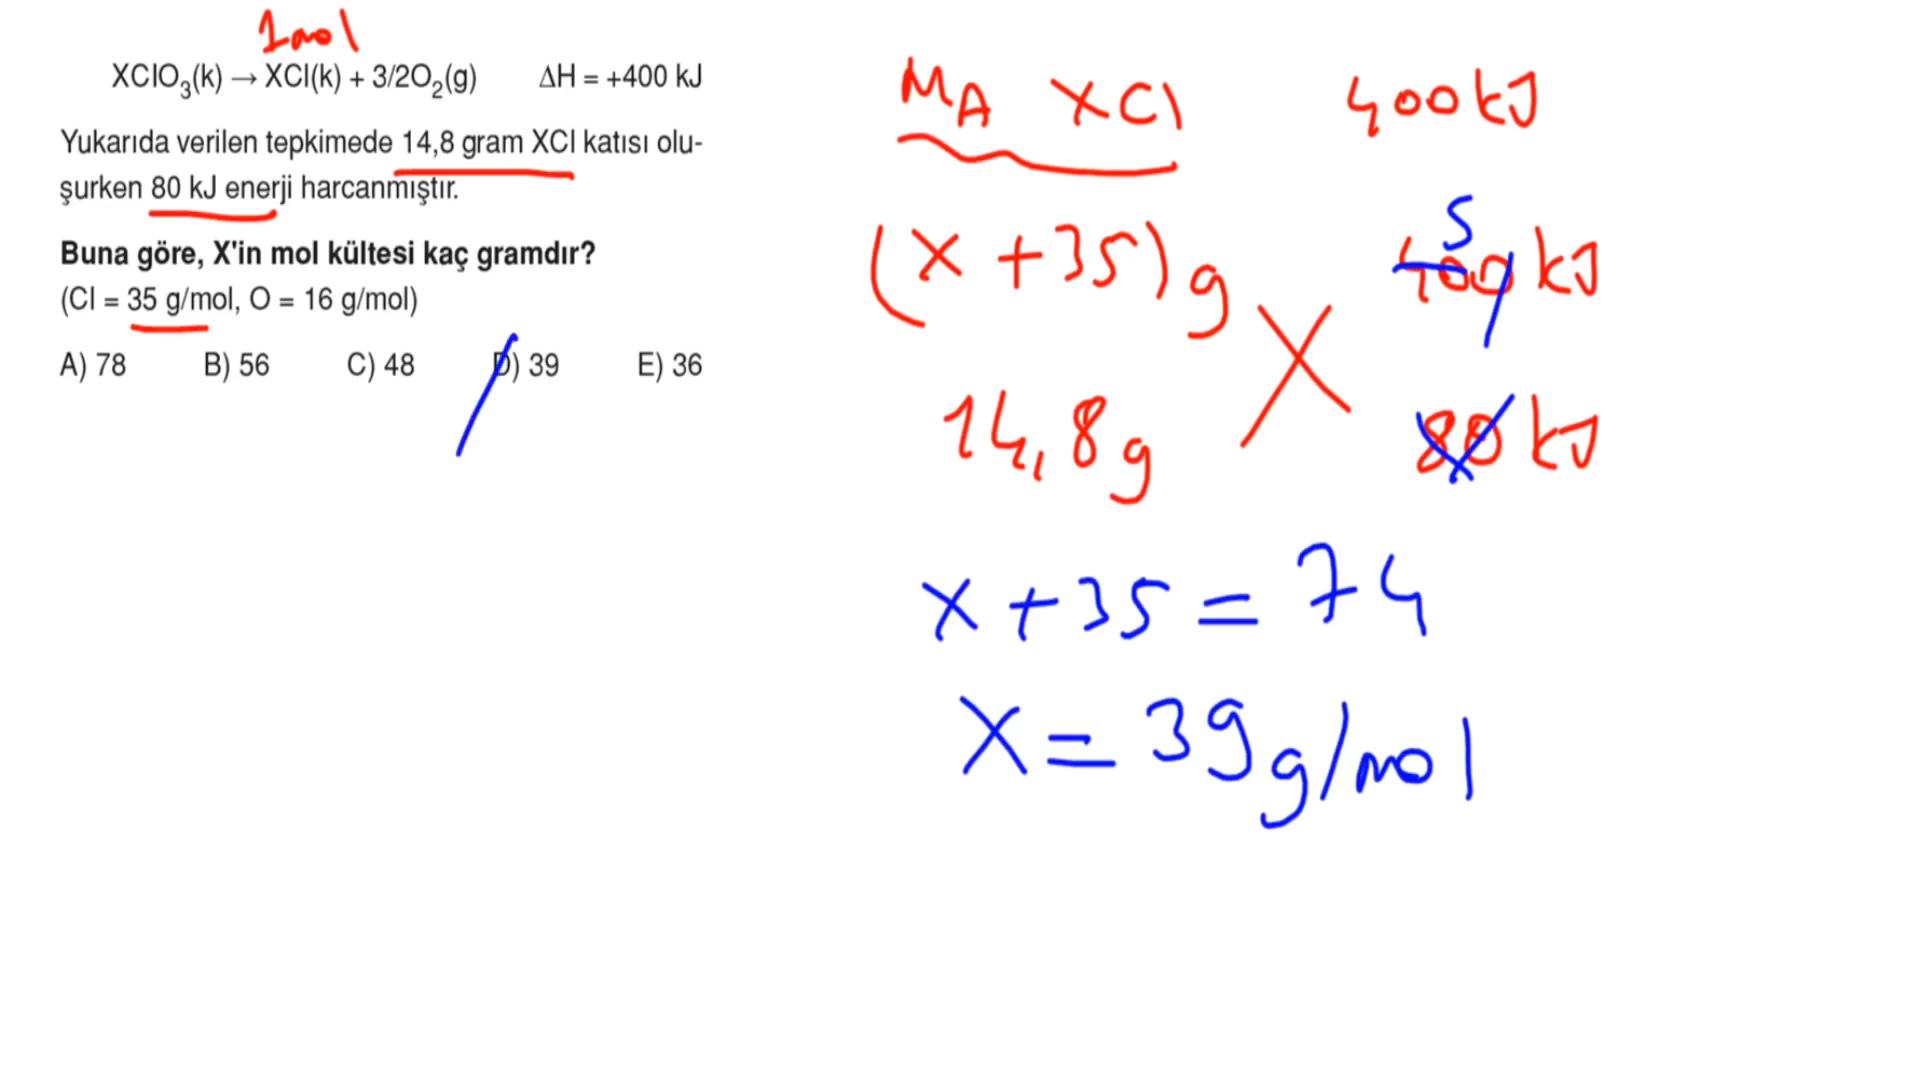 1mol
XClO₃(k) → XCl(k) + 3/2O₂(g) ΔH = +400 kJ
Yukarıda verilen tepkimede 14,8 gram XCl katısı olu-
şurken 80 kJ enerji harcanmıştır.
Buna göre, X'in mol kültesi kaç gramdır?
(Cl = 35 g/mol, O = 16 g/mol)
A) 78 B) 56 C) 48 D) 39 E) 36
MA XCl 400kJ
5
(x+35)g 400 kJ
14,8g 80 kJ
x+35=74
x=39 g/mol